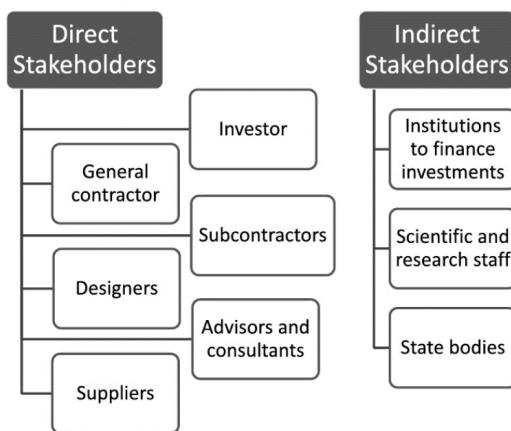 Direct
Stakeholders
Investor
General
contractor
Subcontractors
Designers
Advisors and
consultants
Suppliers
Indirect
Stakeholders
Institutions
to finance
investments
Scientific and
research staff
State bodies